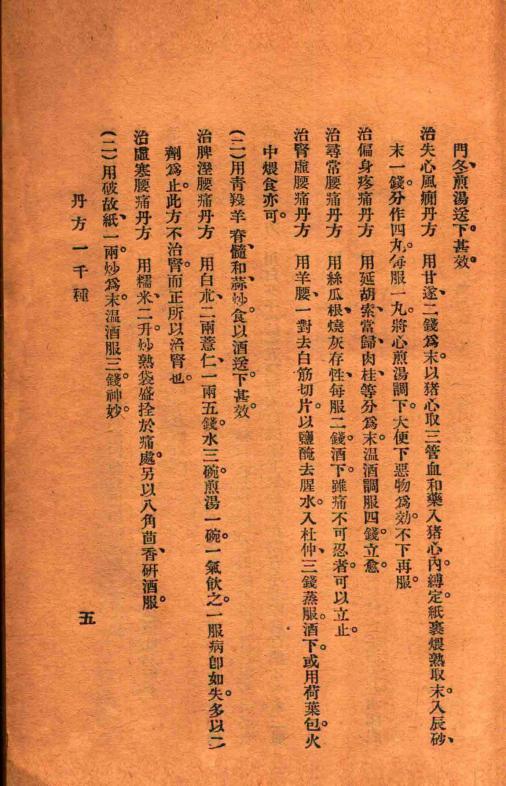 門冬、煎湯送下甚效。
治失心風癇丹方　用甘遂、二錢爲末。以猪心取三管血和藥入猪心內。縛定紙裹煨熟取末。入辰砂、
末一錢。分作四丸。每服一丸。將心煎湯調下。大便下惡物爲効。不下再服。
治偏身疼痛丹方　用延胡索、當歸、肉桂、等分爲末。温酒調服四錢。立愈。
治尋常腰痛丹方　用絲瓜根、燒灰存性。每服二錢。酒下。雖痛不可忍者。可以立止。
治腎虛腰痛丹方　用羊腰、一對。去白筋切片。以鹽醃去腥水。入杜仲、三錢蒸服。酒下。或用荷葉包。火
中煨食亦可。
（二）用青羖羊脊髓、和蒜、炒食。以酒送下甚效。
治脾溼腰痛丹方　用白朮、二兩薏仁、一兩五錢。水三碗。煎湯一碗。一氣飲之。一服病卽如失。多以二
劑爲止。此方不治腎。而正所以治腎也。
治虛寒腰痛丹方　用糯米、二升炒熟。袋盛拴於痛處。另以八角茴香、研酒服。
（二）用破故紙、一兩炒爲末。温酒服三錢。神妙。
丹方一千種
五